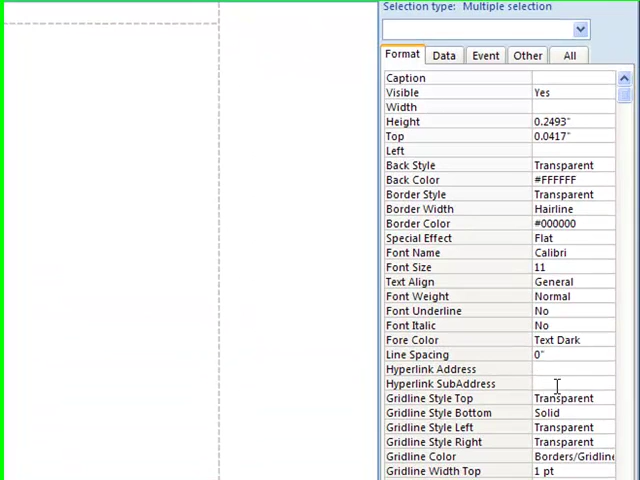 Selection type: Multiple selection
Format Data Event Other All
Caption
Visible Yes
Width
Height 0.2493"
Top 0.0417"
Left
Back Style Transparent
Back Color #FFFFFF
Border Style Transparent
Border Width Hairline
Border Color #000000
Special Effect Flat
Font Name Calibri
Font Size 11
Text Align General
Font Weight Normal
Font Underline No
Font Italic No
Fore Color Text Dark
Line Spacing 0"
Hyperlink Address
Hyperlink SubAddress
Gridline Style Top Transparent
Gridline Style Bottom Solid
Gridline Style Left Transparent
Gridline Style Right Transparent
Gridline Color Borders/Gridline
Gridline Width Top 1 pt